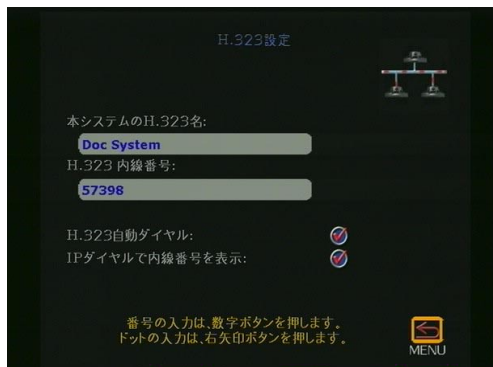 H.323設定
本システムのH.323名:
Doc System
H.323 内線番号:
57398
H.323自動ダイヤル:
IPダイヤルで内線番号を表示:
番号の入力は、数字ボタンを押します。
ドットの入力は、右矢印ボタンを押します。
MENU